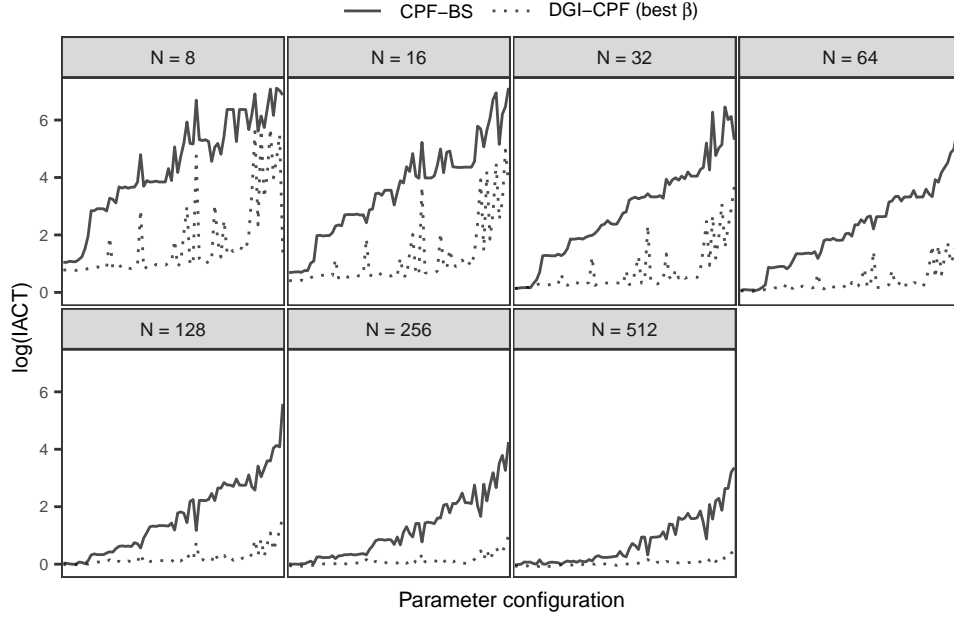 CPF−BS DGI−CPF (best β)
N = 8 N = 16 N = 32 N = 64
6
4
2
0
log(IACT)
N = 128 N = 256 N = 512
6
4
2
0
Parameter configuration